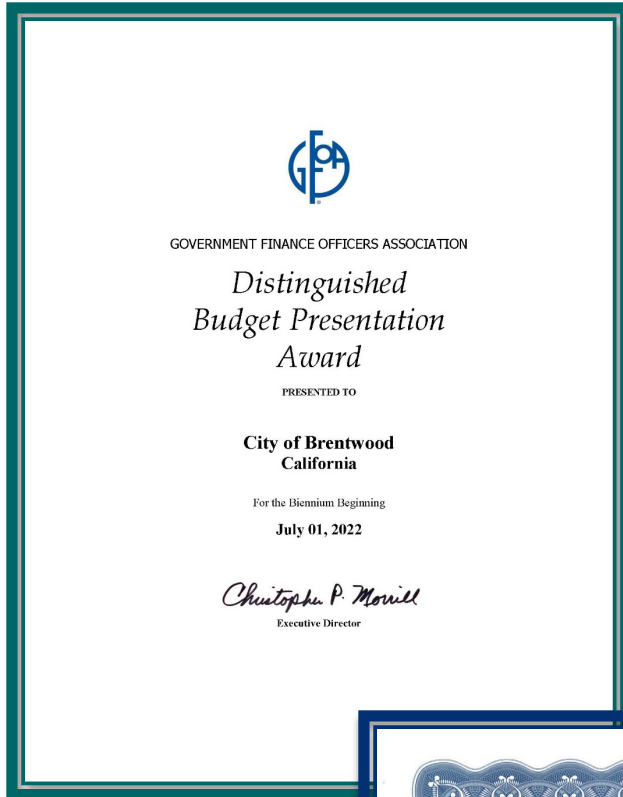 GFOA
GOVERNMENT FINANCE OFFICERS ASSOCIATION
Distinguished
Budget Presentation
Award
PRESENTED TO
City of Brentwood
California
For the Biennium Beginning
July 01, 2022
Christopher P. Morrill
Executive Director